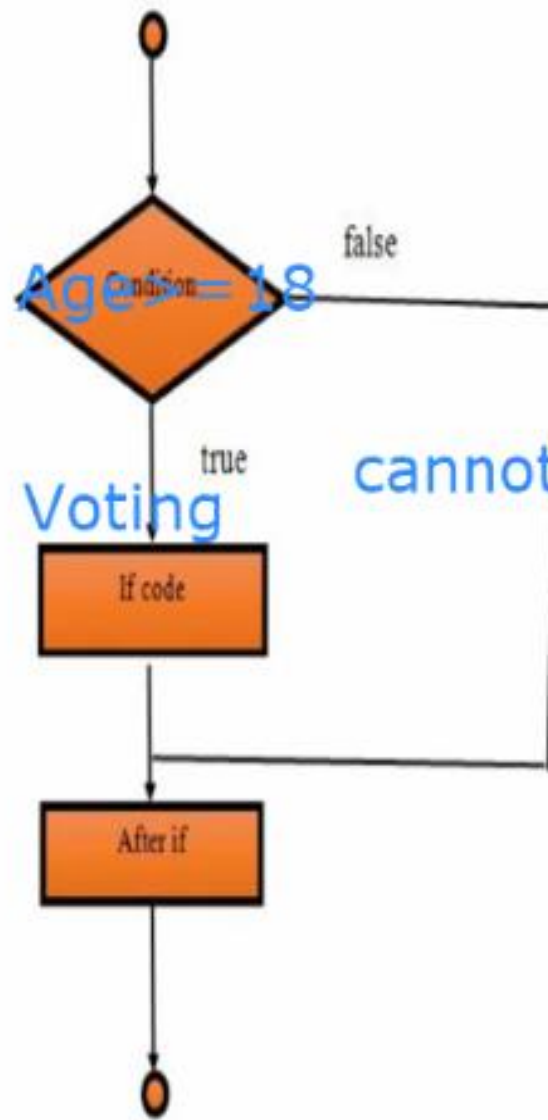 false
Condition
Age>=18
true
cannot
Voting
If code
After if